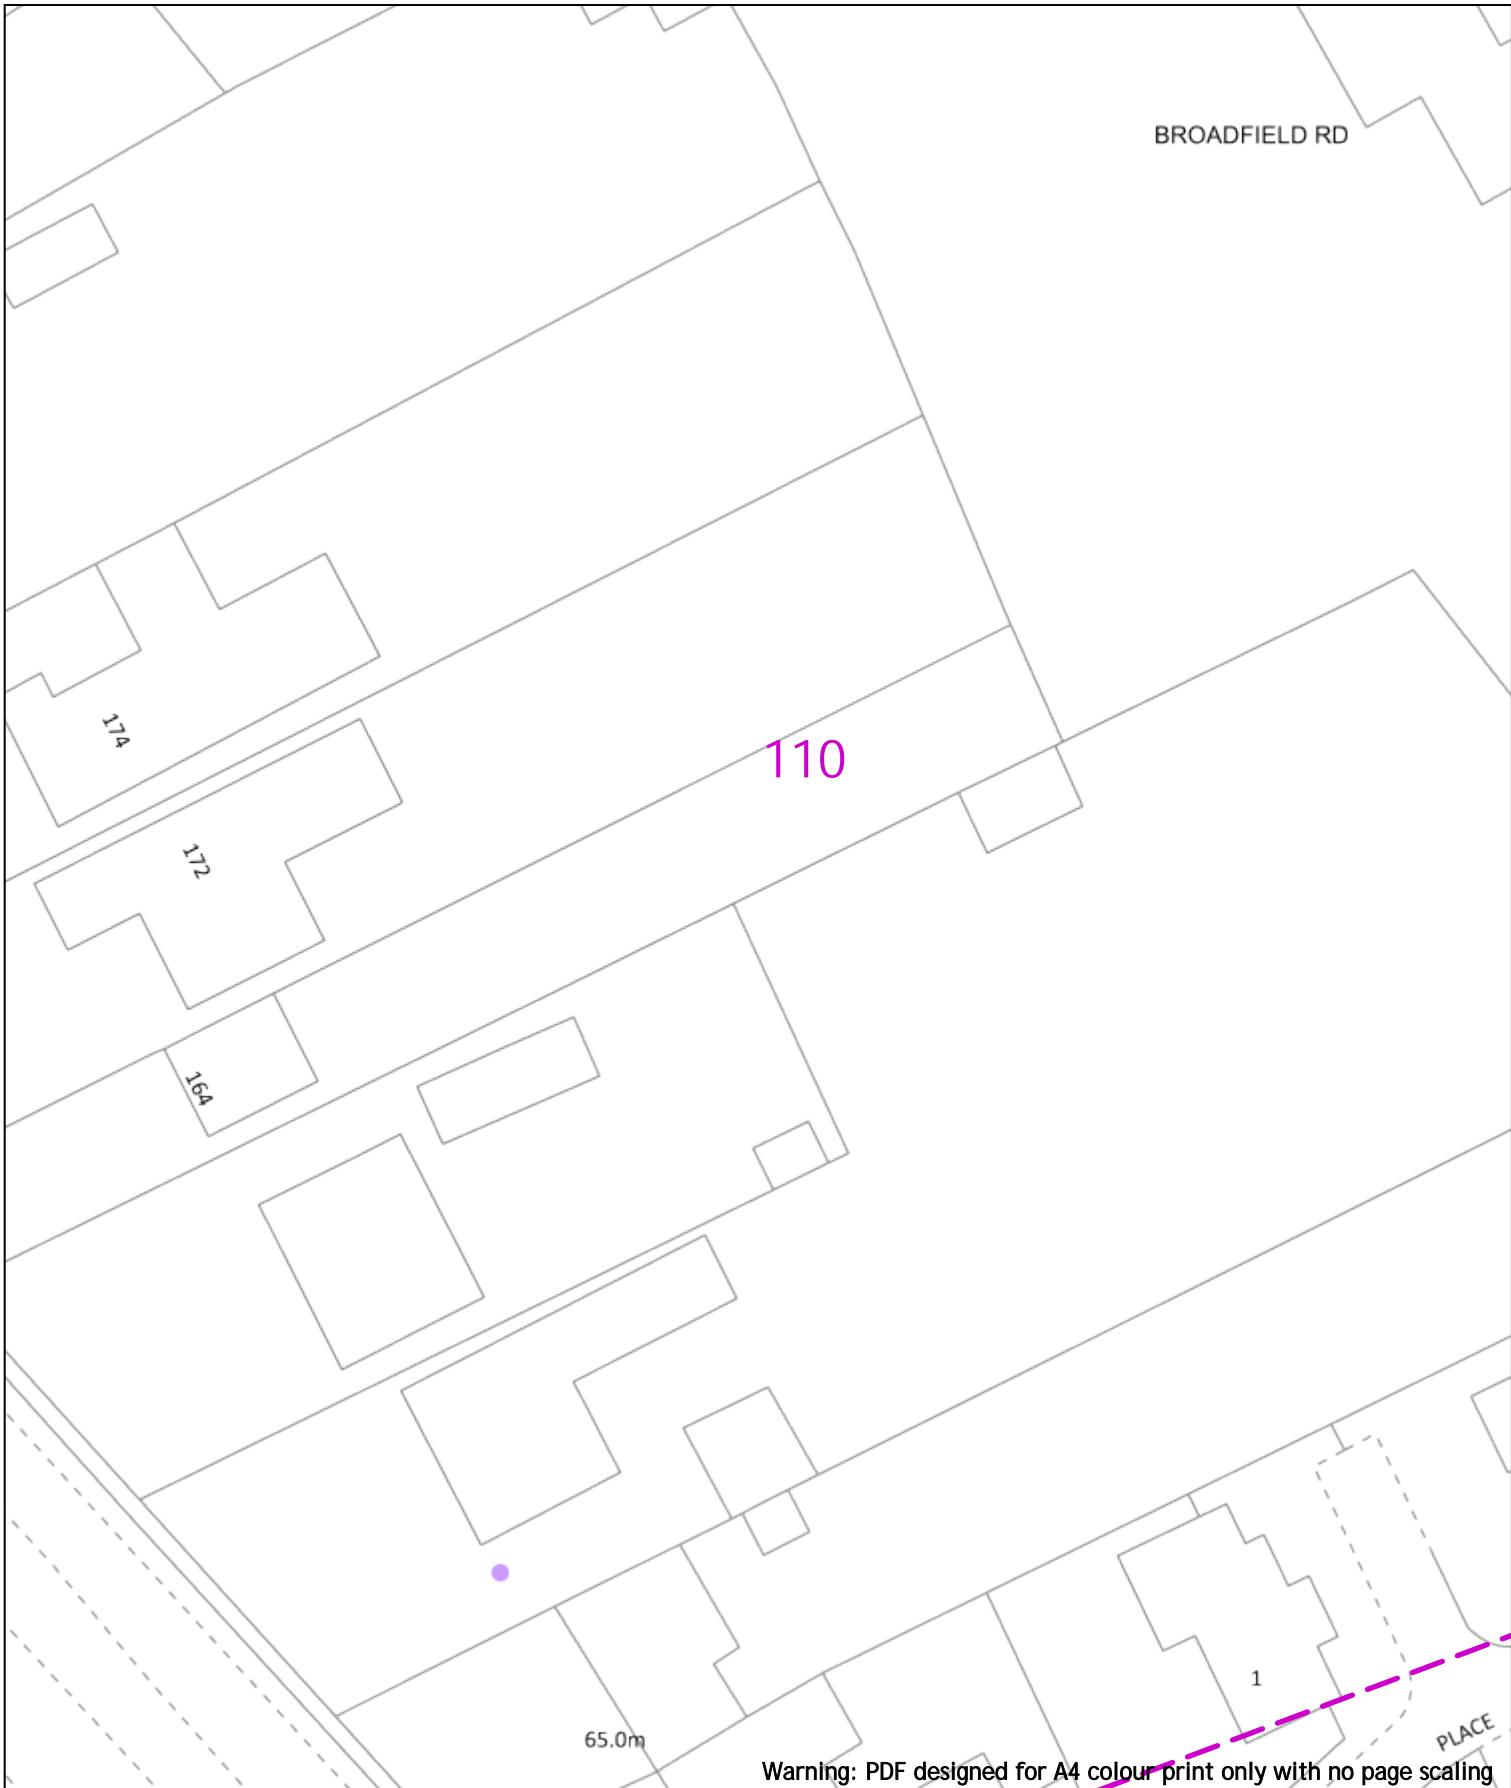 BROADFIELD RD
174
110
172
164
1
PLACE
65.0m
Warning: PDF designed for A4 colour print only with no page scaling